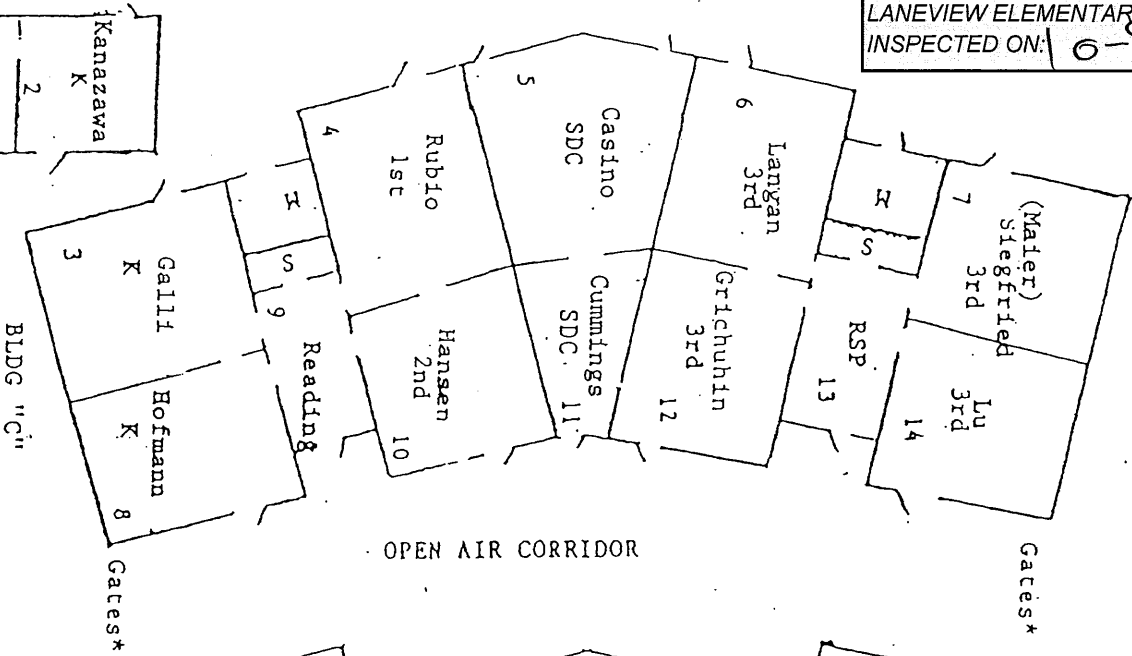 LANEVIEW ELEMENTAR
INSPECTED ON:
Kanazawa
K
2
5
Casino
SDC
6
Langan
3rd
4
Rubio
1st
W
S
W
S
7
(Maier)
Siegfried
3rd
3
Galli
K
9
Reading
Hansen
2nd
10
Cummings
SDC
11
Grichuhin
3rd
12
RSP
13
Lu
3rd
14
Hofmann
K
8
BLDG "C"
OPEN AIR CORRIDOR
Gates*
Gates*